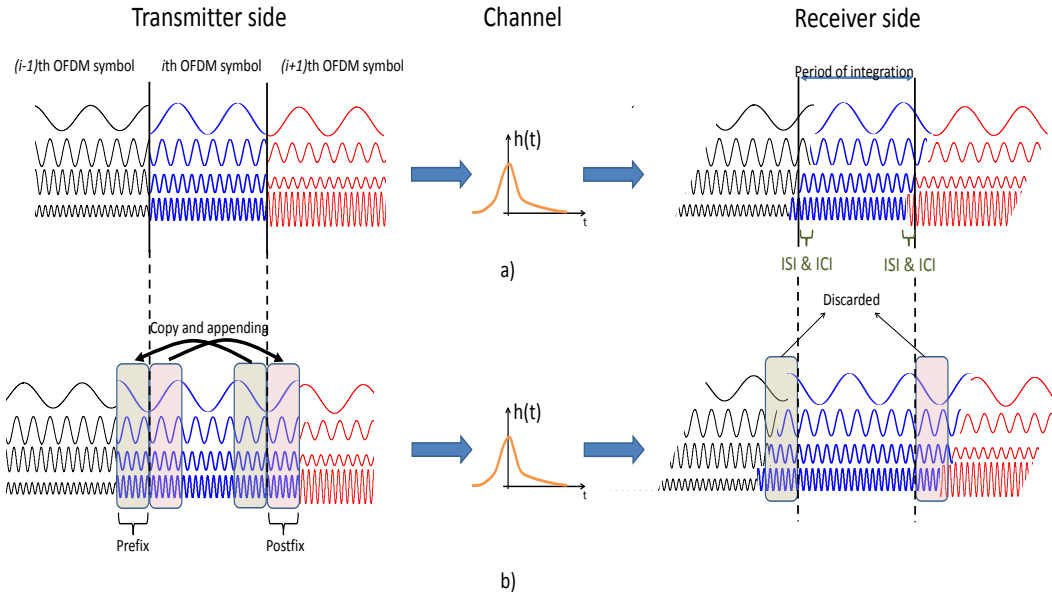 Transmitter side
Channel
Receiver side
(i-1)th OFDM symbol
ith OFDM symbol
(i+1)th OFDM symbol
Period of integration
h(t)
t
ISI & ICI
ISI & ICI
a)
Copy and appending
Discarded
h(t)
t
Prefix
Postfix
b)